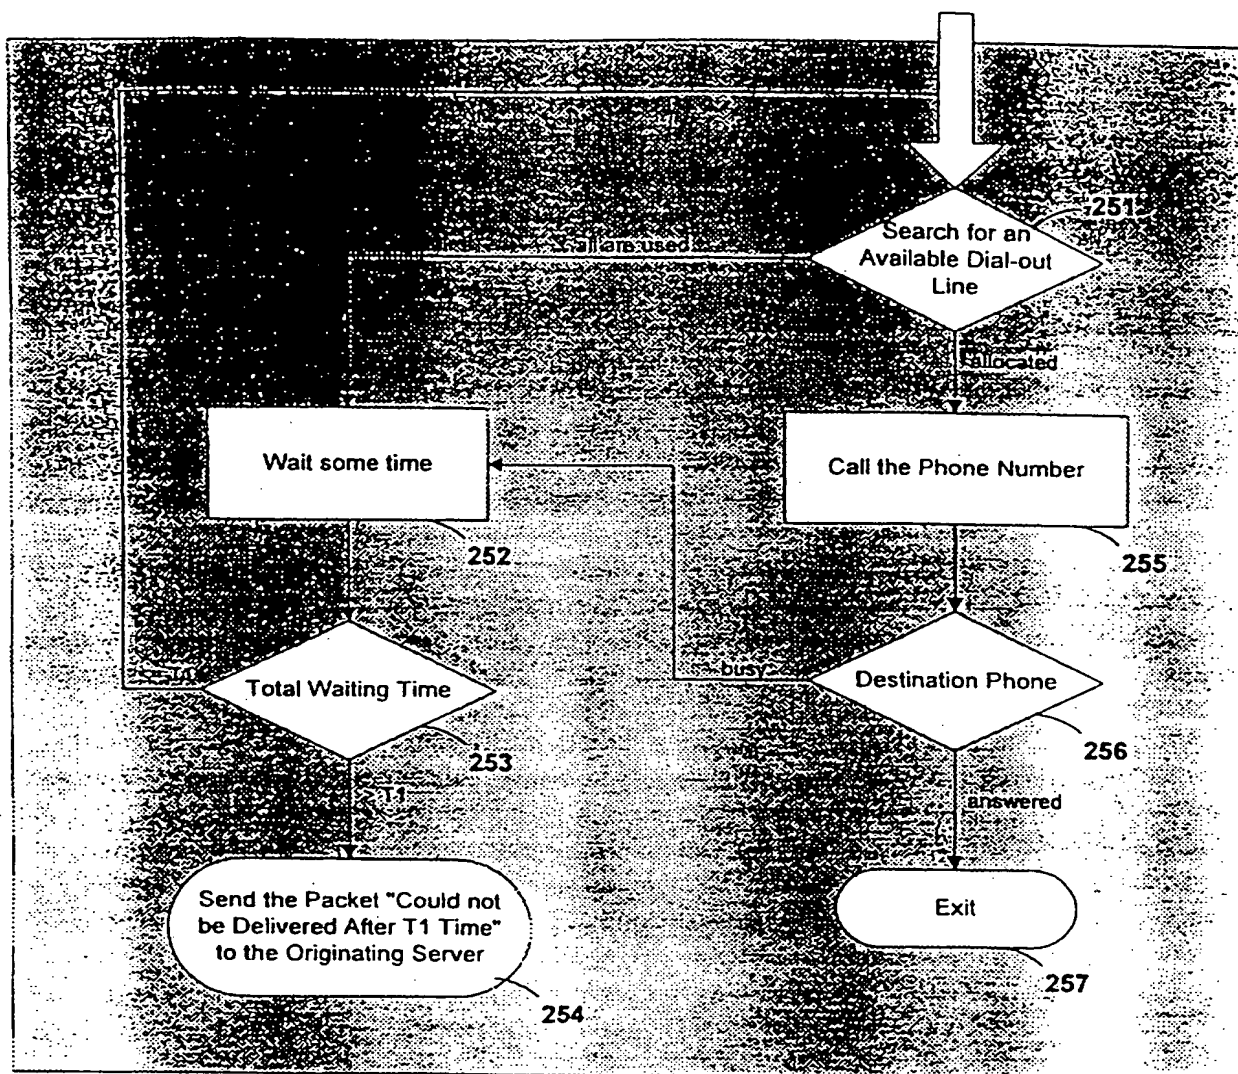 251
Search for an
Available Dial-out
Line
all are used
allocated
Wait some time
Call the Phone Number
252
255
Total Waiting Time
busy
Destination Phone
253
256
T1
answered
Send the Packet "Could not
be Delivered After T1 Time"
to the Originating Server
Exit
254
257